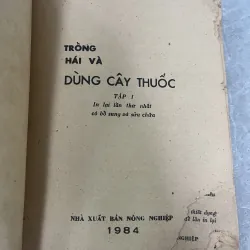 TRỒNG
HÁI VÀ
DÙNG CÂY THUỐC
TẬP I
In lại lần thứ nhất
có bổ sung và sửa chữa
NHÀ XUẤT BẢN NÔNG NGHIỆP
1984